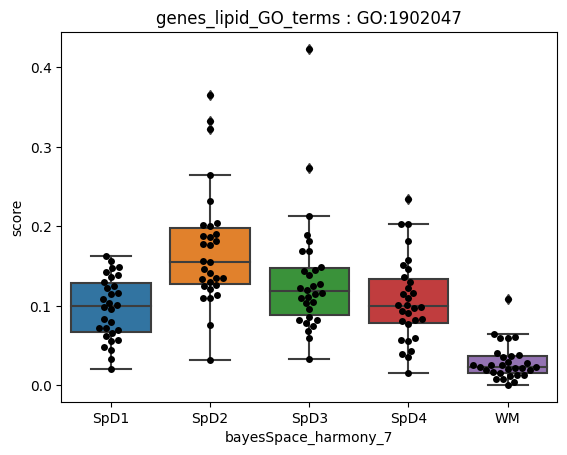 genes_lipid_GO_terms : GO:1902047
score
0.4
0.3
0.2
0.1
0.0
SpD1 SpD2 SpD3 SpD4 WM
bayesSpace_harmony_7